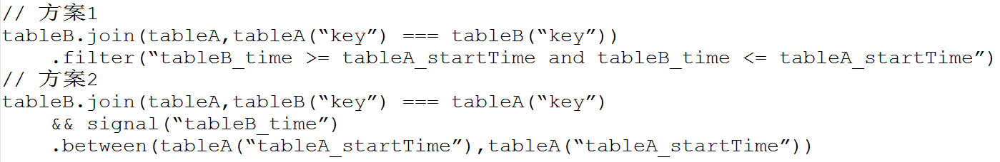 // 方案1
tableB.join(tableA,tableA(“key”) === tableB(“key”))
.filter(“tableB_time >= tableA_startTime and tableB_time <= tableA_startTime”)
// 方案2
tableB.join(tableA,tableB(“key”) === tableA(“key”)
&& signal(“tableB_time”)
.between(tableA(“tableA_startTime”),tableA(“tableA_startTime”))